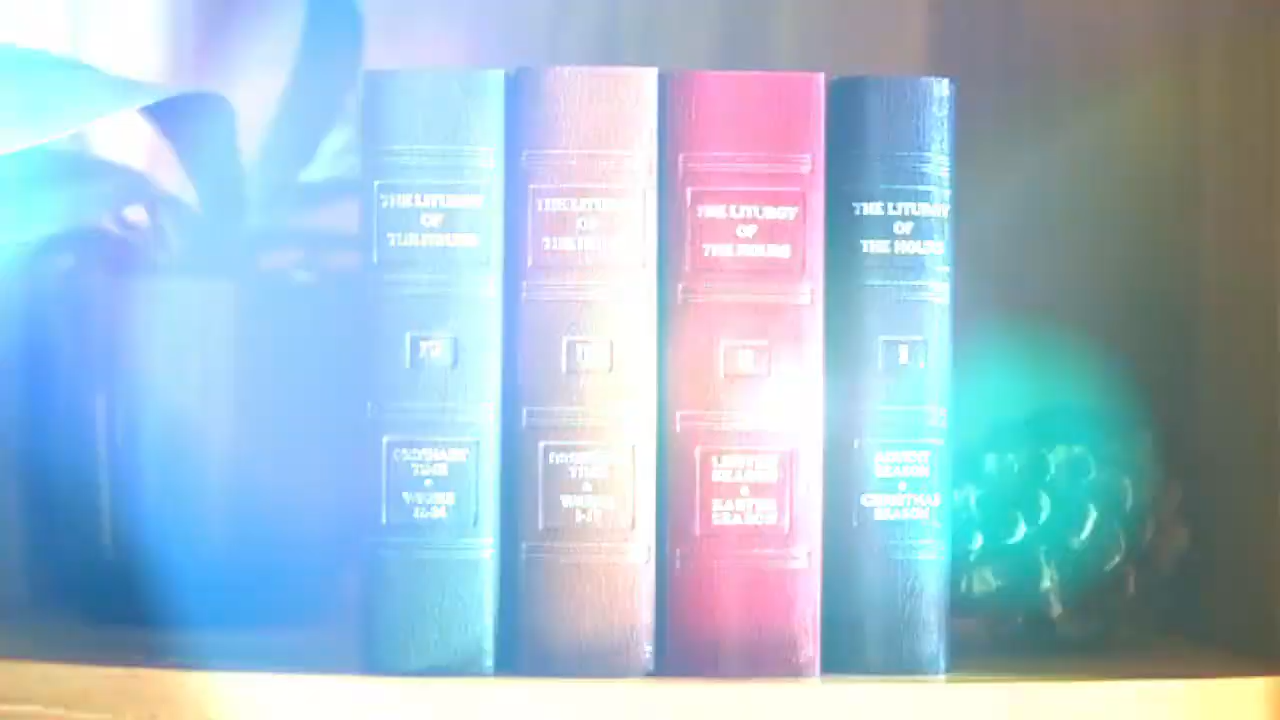 THE LITURGY
OF
THE HOURS
IV
ORDINARY
TIME
WEEKS
THE LITURGY
OF
THE HOURS
TIME
WEEKS
THE LITURGY
OF
THE HOURS
II
LENTEN
SEASON
EASTER
SEASON
THE LITURGY
OF
THE HOURS
I
ADVENT
SEASON
CHRISTMAS
SEASON